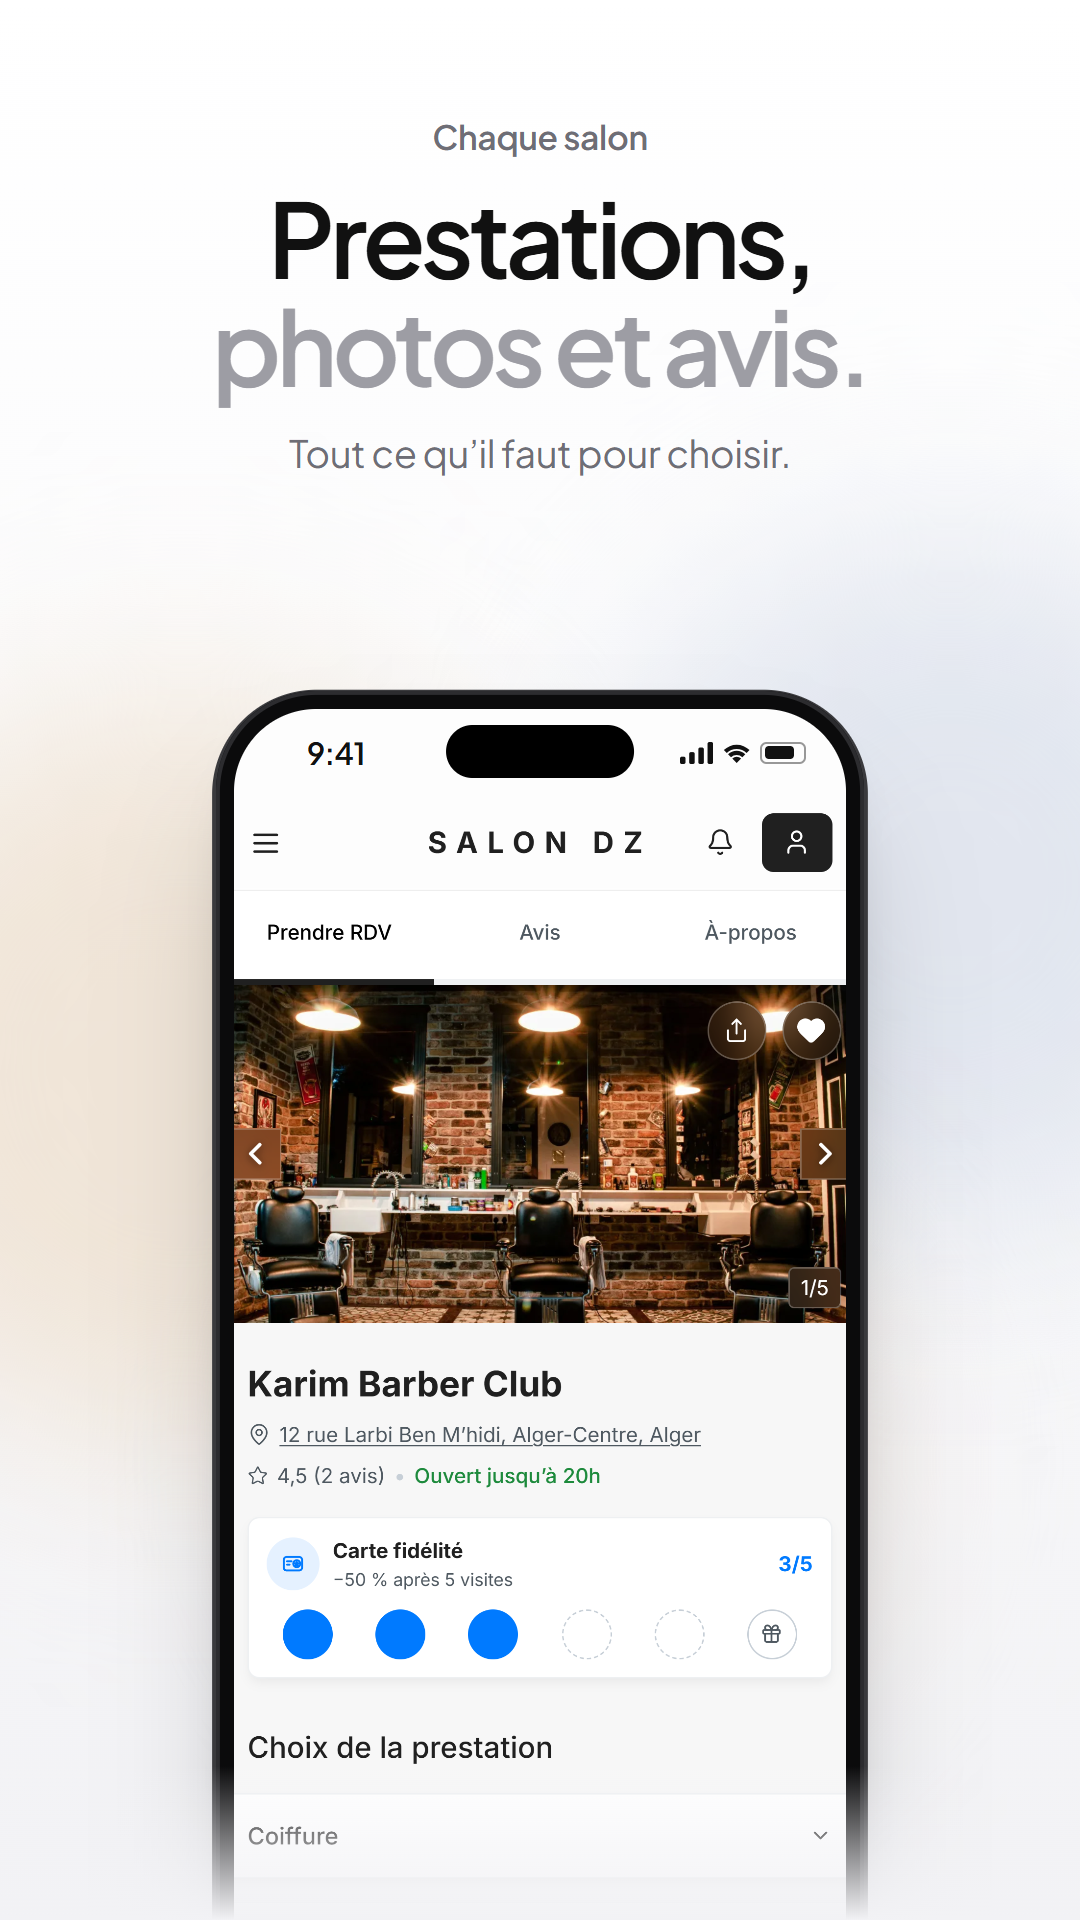 Chaque salon
Prestations,
photos et avis.
Tout ce qu’il faut pour choisir.
9:41
SALON DZ
Prendre RDV
Avis
À-propos
1/5
Karim Barber Club
12 rue Larbi Ben M’hidi, Alger-Centre, Alger
4,5 (2 avis) • Ouvert jusqu’à 20h
Carte fidélité
−50 % après 5 visites
3/5
Choix de la prestation
Coiffure